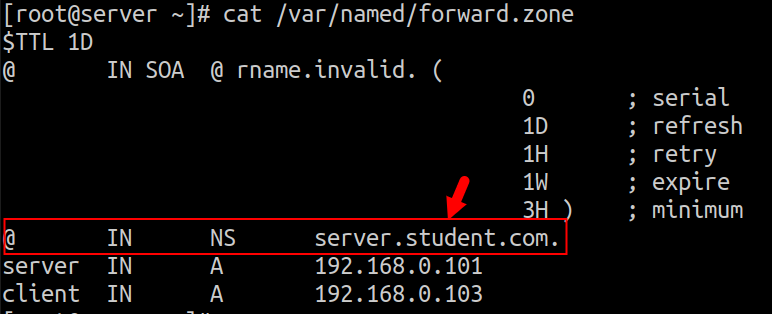 [root@server ~]# cat /var/named/forward.zone
$TTL 1D
@ IN SOA @ rname.invalid. (
0 ; serial
1D ; refresh
1H ; retry
1W ; expire
3H ) ; minimum
@ IN NS server.student.com.
server IN A 192.168.0.101
client IN A 192.168.0.103